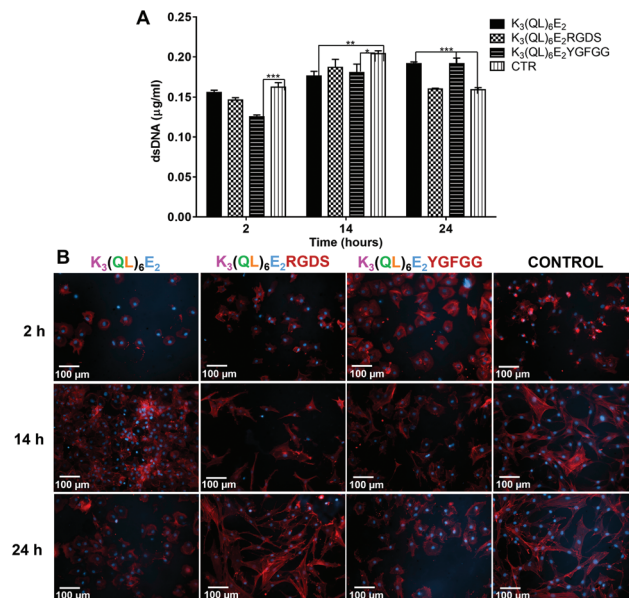 A
K₃(QL)₆E₂
K₃(QL)₆E₂RGDS
K₃(QL)₆E₂YGFGG
CTR
dsDNA (µg/ml)
0.25
0.20
0.15
0.10
0.05
0.00
***
**
*
***
2 14 24
Time (hours)
B
K₃(QL)₆E₂ K₃(QL)₆E₂RGDS K₃(QL)₆E₂YGFGG CONTROL
2 h
100 µm 100 µm 100 µm 100 µm
14 h
100 µm 100 µm 100 µm 100 µm
24 h
100 µm 100 µm 100 µm 100 µm